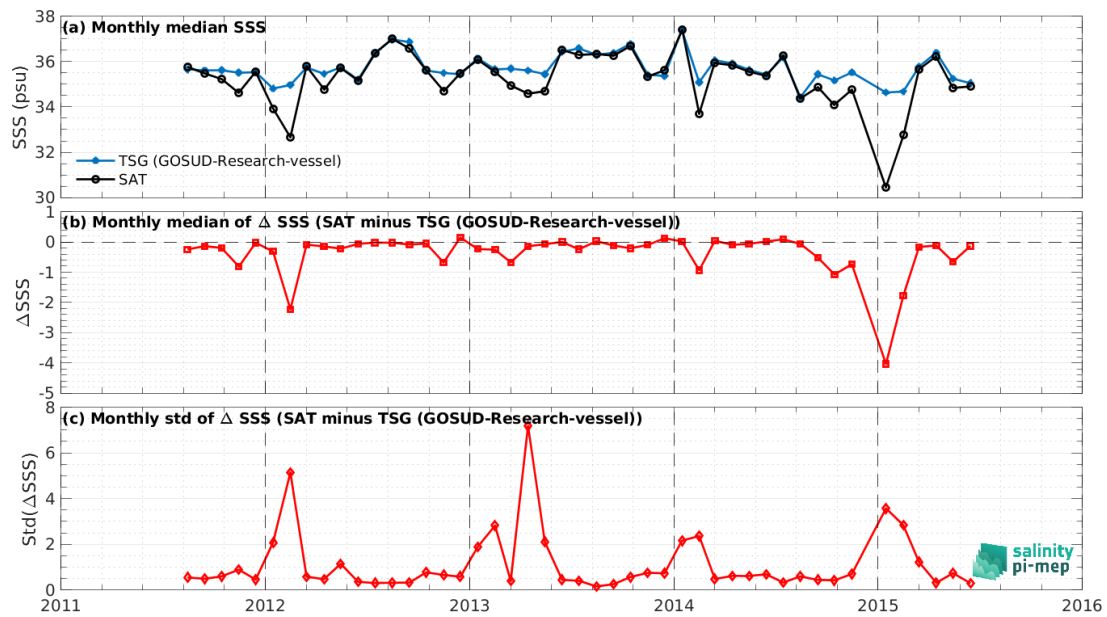 (a) Monthly median SSS
38
36
34
32
30
SSS (psu)
TSG (GOSUD-Research-vessel)
SAT
(b) Monthly median of Δ SSS (SAT minus TSG (GOSUD-Research-vessel))
1
0
-1
-2
-3
-4
-5
ΔSSS
(c) Monthly std of Δ SSS (SAT minus TSG (GOSUD-Research-vessel))
8
6
4
2
0
Std(ΔSSS)
salinity
pi-mep
2011 2012 2013 2014 2015 2016